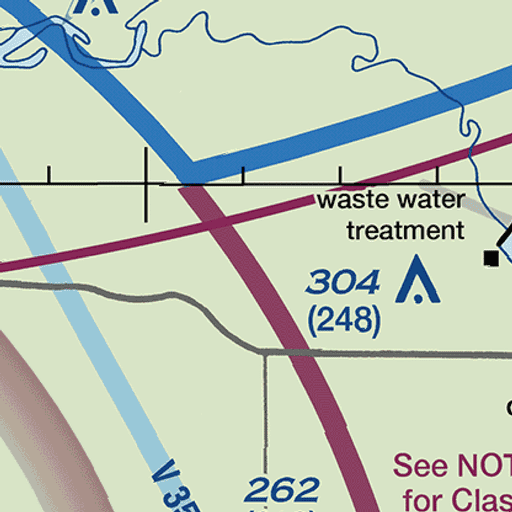 waste water
treatment
304
(248)
See NOT
for Clas
V 35
262